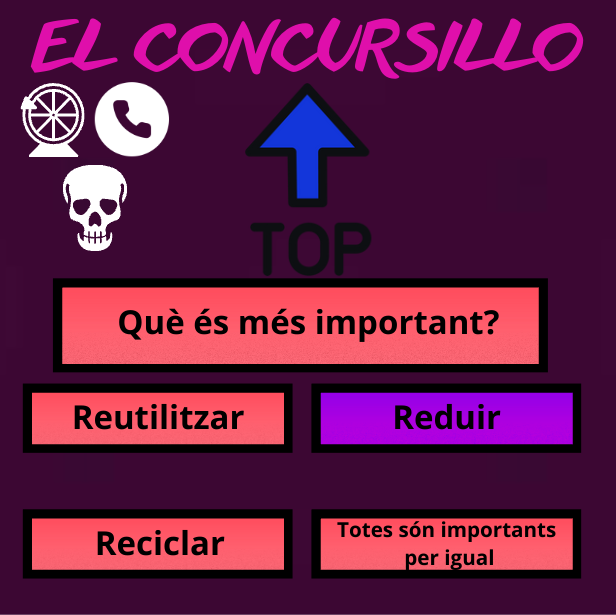 EL CONCURSILLO
TOP
Què és més important?
Reutilitzar
Reduir
Reciclar
Totes són importants
per igual